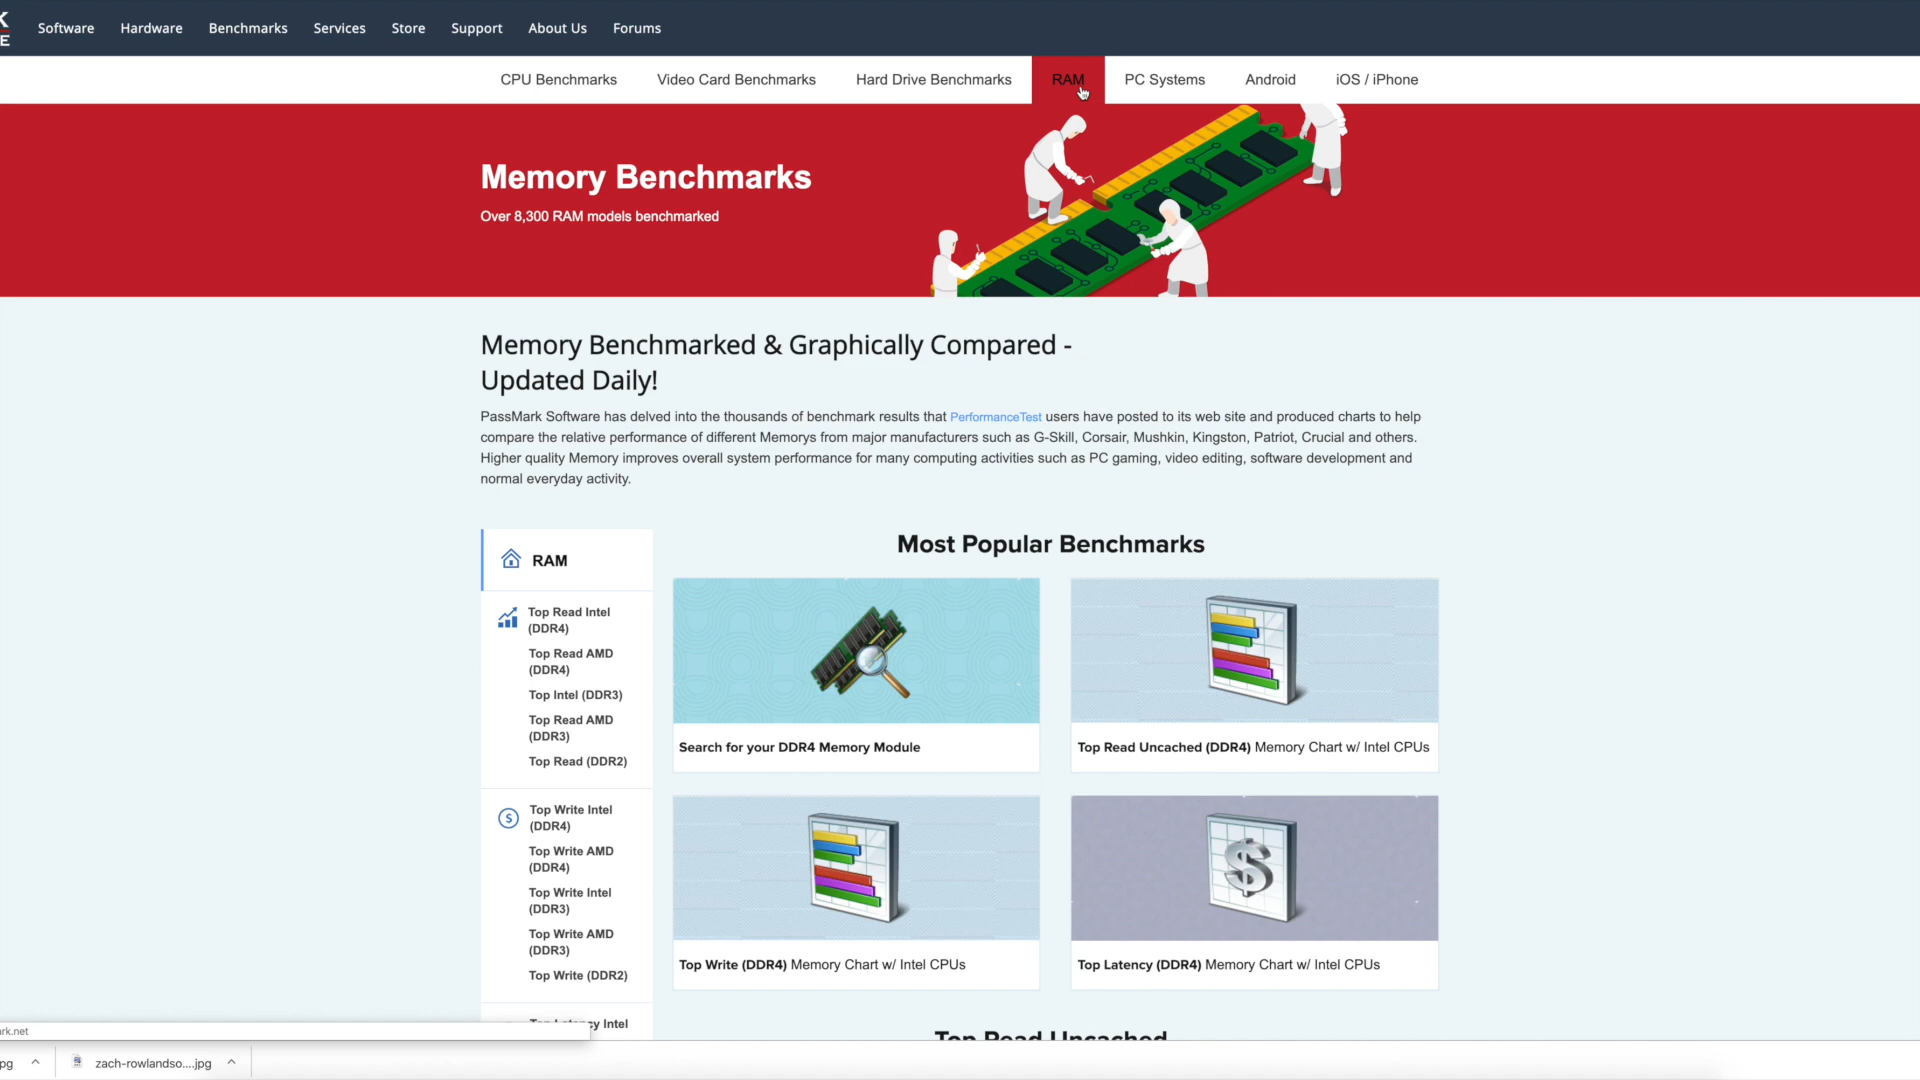 Software Hardware Benchmarks Services Store Support About Us Forums
CPU Benchmarks Video Card Benchmarks Hard Drive Benchmarks RAM PC Systems Android iOS / iPhone
Memory Benchmarks
Over 8,300 RAM models benchmarked
Memory Benchmarked & Graphically Compared -
Updated Daily!
PassMark Software has delved into the thousands of benchmark results that PerformanceTest users have posted to its web site and produced charts to help
compare the relative performance of different Memorys from major manufacturers such as G-Skill, Corsair, Mushkin, Kingston, Patriot, Crucial and others.
Higher quality Memory improves overall system performance for many computing activities such as PC gaming, video editing, software development and
normal everyday activity.
RAM
Top Read Intel
(DDR4)
Top Read AMD
(DDR4)
Top Intel (DDR3)
Top Read AMD
(DDR3)
Top Read (DDR2)
Top Write Intel
(DDR4)
Top Write AMD
(DDR4)
Top Write Intel
(DDR3)
Top Write AMD
(DDR3)
Top Write (DDR2)
Top Latency Intel
Most Popular Benchmarks
Search for your DDR4 Memory Module
Top Read Uncached (DDR4) Memory Chart w/ Intel CPUs
Top Write (DDR4) Memory Chart w/ Intel CPUs
Top Latency (DDR4) Memory Chart w/ Intel CPUs
Top Read Uncached
rk.net
pg
zach-rowlandso....jpg